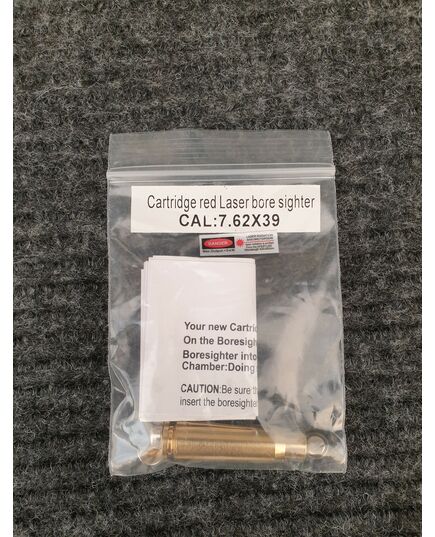 Cartridge red Laser bore sighter
CAL:7.62X39
DANGER
Your new Cartri
On the Boresigh
Boresighter into
Chamber:Doing
CAUTION:Be sure th
insert the boresighter